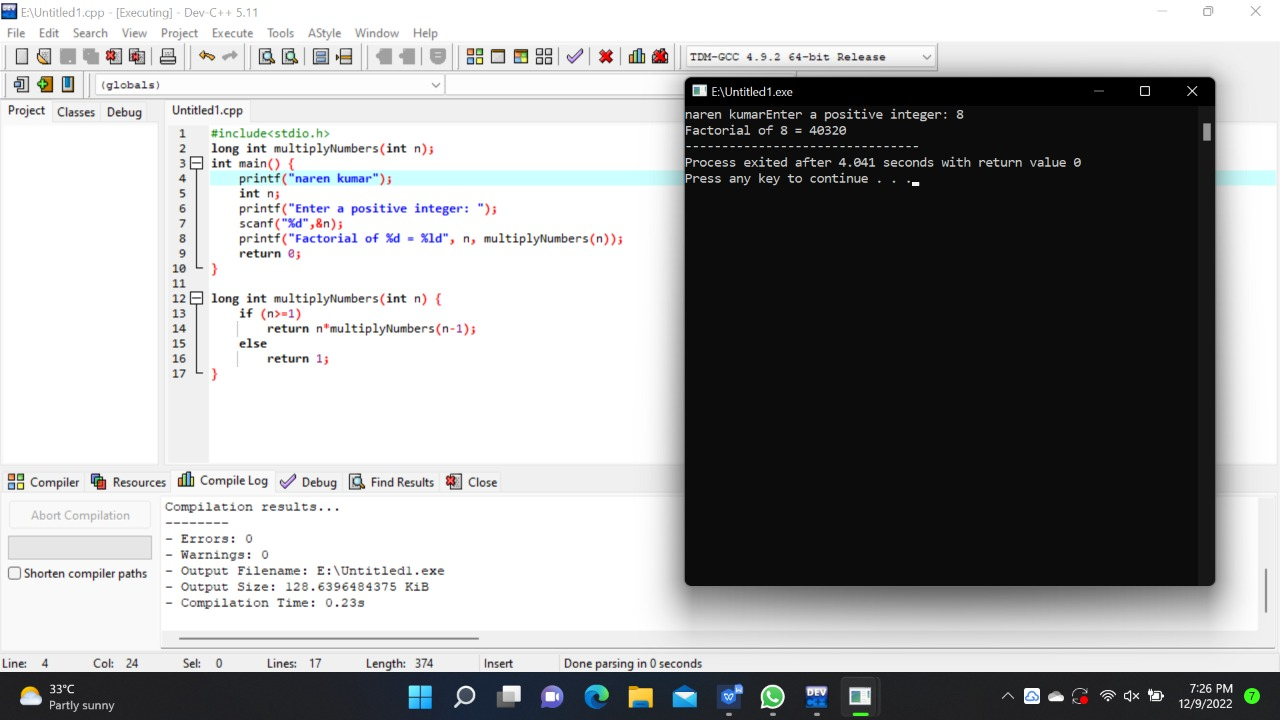 E:\Untitled1.cpp - [Executing] - Dev-C++ 5.11
File Edit Search View Project Execute Tools AStyle Window Help
TDM-GCC 4.9.2 64-bit Release
(globals)
Project Classes Debug
Untitled1.cpp
1 #include<stdio.h>
2 long int multiplyNumbers(int n);
3 int main() {
4 printf("naren kumar");
5 int n;
6 printf("Enter a positive integer: ");
7 scanf("%d",&n);
8 printf("Factorial of %d = %ld", n, multiplyNumbers(n));
9 return 0;
10 }
11
12 long int multiplyNumbers(int n) {
13 if (n>=1)
14 return n*multiplyNumbers(n-1);
15 else
16 return 1;
17 }
E:\Untitled1.exe
naren kumarEnter a positive integer: 8
Factorial of 8 = 40320
--------------------------------
Process exited after 4.041 seconds with return value 0
Press any key to continue . . .
Compiler Resources Compile Log Debug Find Results Close
Abort Compilation
Shorten compiler paths
Compilation results...
--------
- Errors: 0
- Warnings: 0
- Output Filename: E:\Untitled1.exe
- Output Size: 128.6396484375 KiB
- Compilation Time: 0.23s
Line: 4 Col: 24 Sel: 0 Lines: 17 Length: 374 Insert Done parsing in 0 seconds
33°C
Partly sunny
DEV
7:26 PM
12/9/2022
7